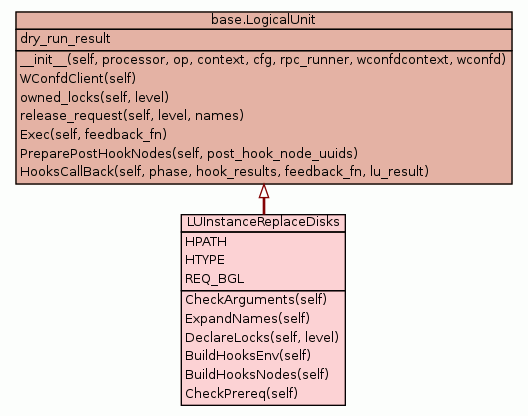 base.LogicalUnit
dry_run_result
__init__(self, processor, op, context, cfg, rpc_runner, wconfdcontext, wconfd)
WConfdClient(self)
owned_locks(self, level)
release_request(self, level, names)
Exec(self, feedback_fn)
PreparePostHookNodes(self, post_hook_node_uuids)
HooksCallBack(self, phase, hook_results, feedback_fn, lu_result)
LUInstanceReplaceDisks
HPATH
HTYPE
REQ_BGL
CheckArguments(self)
ExpandNames(self)
DeclareLocks(self, level)
BuildHooksEnv(self)
BuildHooksNodes(self)
CheckPrereq(self)